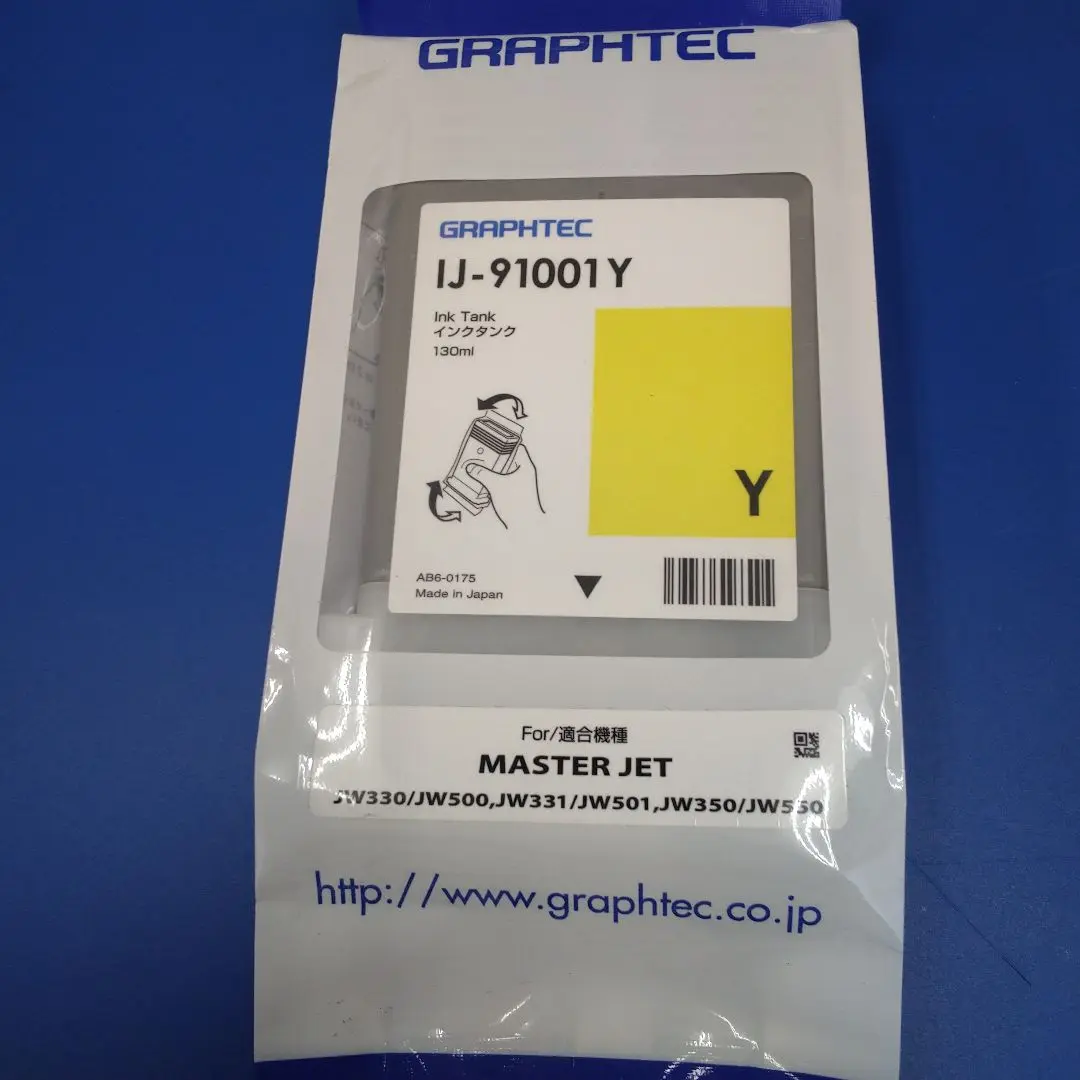 GRAPHTEC
GRAPHTEC
IJ-91001Y
Ink Tank
インクタンク
130ml
Y
AB6-0175
Made in Japan
For/適合機種
MASTER JET
JW330/JW500,JW331/JW501,JW350/JW550
http://www.graphtec.co.jp